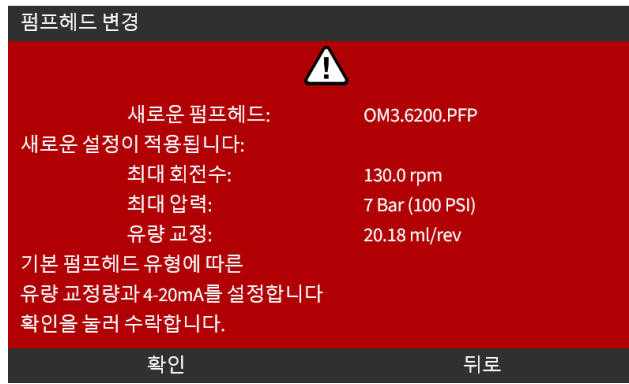 펌프헤드 변경
새로운 펌프헤드: OM3.6200.PFP
새로운 설정이 적용됩니다:
최대 회전수: 130.0 rpm
최대 압력: 7 Bar (100 PSI)
유량 교정: 20.18 ml/rev
기본 펌프헤드 유형에 따른
유량 교정량과 4-20mA를 설정합니다
확인을 눌러 수락합니다.
확인 뒤로